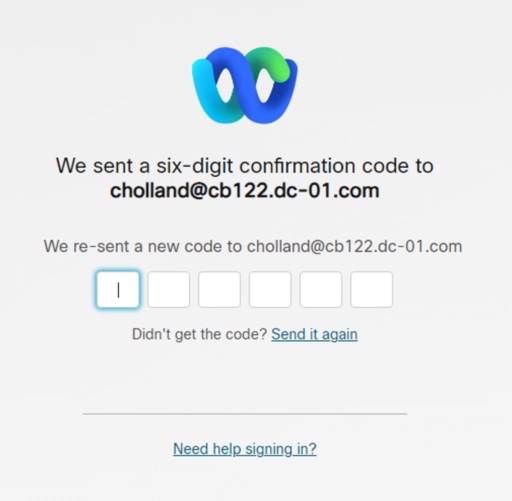 We sent a six-digit confirmation code to
cholland@cb122.dc-01.com
We re-sent a new code to cholland@cb122.dc-01.com
Didn't get the code? Send it again
Need help signing in?